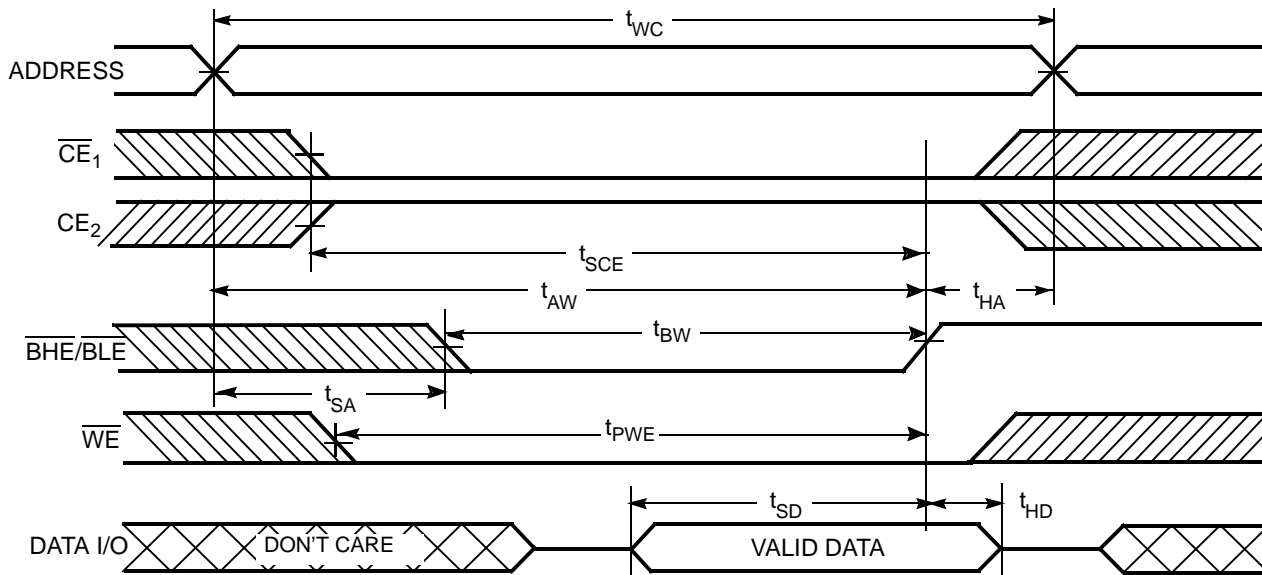 tWC
ADDRESS
CE1
CE2
tSCE
tAW
tHA
BHE/BLE
tBW
tSA
WE
tPWE
tSD
tHD
DATA I/O
DON'T CARE
VALID DATA